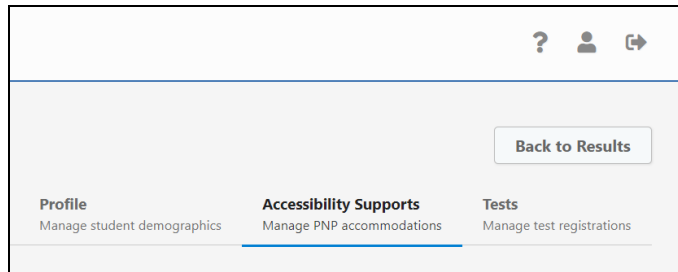 Back to Results
Profile
Manage student demographics
Accessibility Supports
Manage PNP accommodations
Tests
Manage test registrations